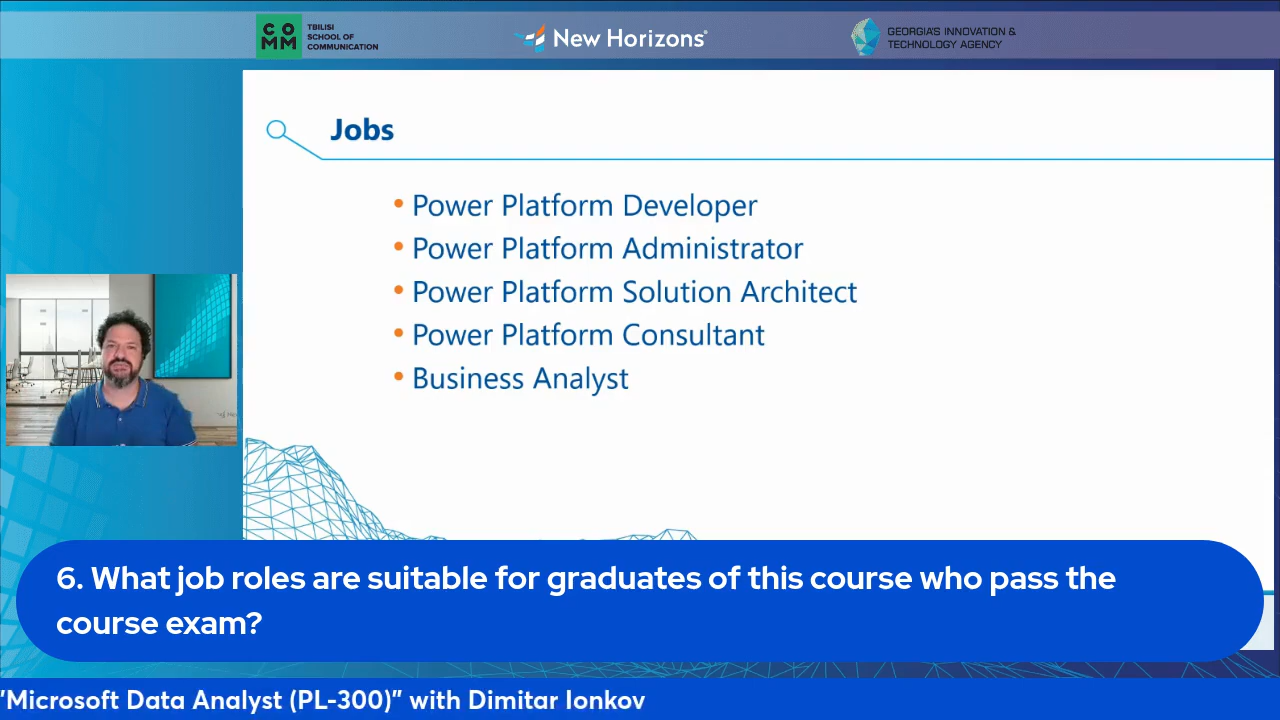 COMM
TBILISI
SCHOOL OF
COMMUNICATION
New Horizons®
GEORGIA'S INNOVATION &
TECHNOLOGY AGENCY
Jobs
• Power Platform Developer
• Power Platform Administrator
• Power Platform Solution Architect
• Power Platform Consultant
• Business Analyst
6. What job roles are suitable for graduates of this course who pass the
course exam?
"Microsoft Data Analyst (PL-300)” with Dimitar Ionkov